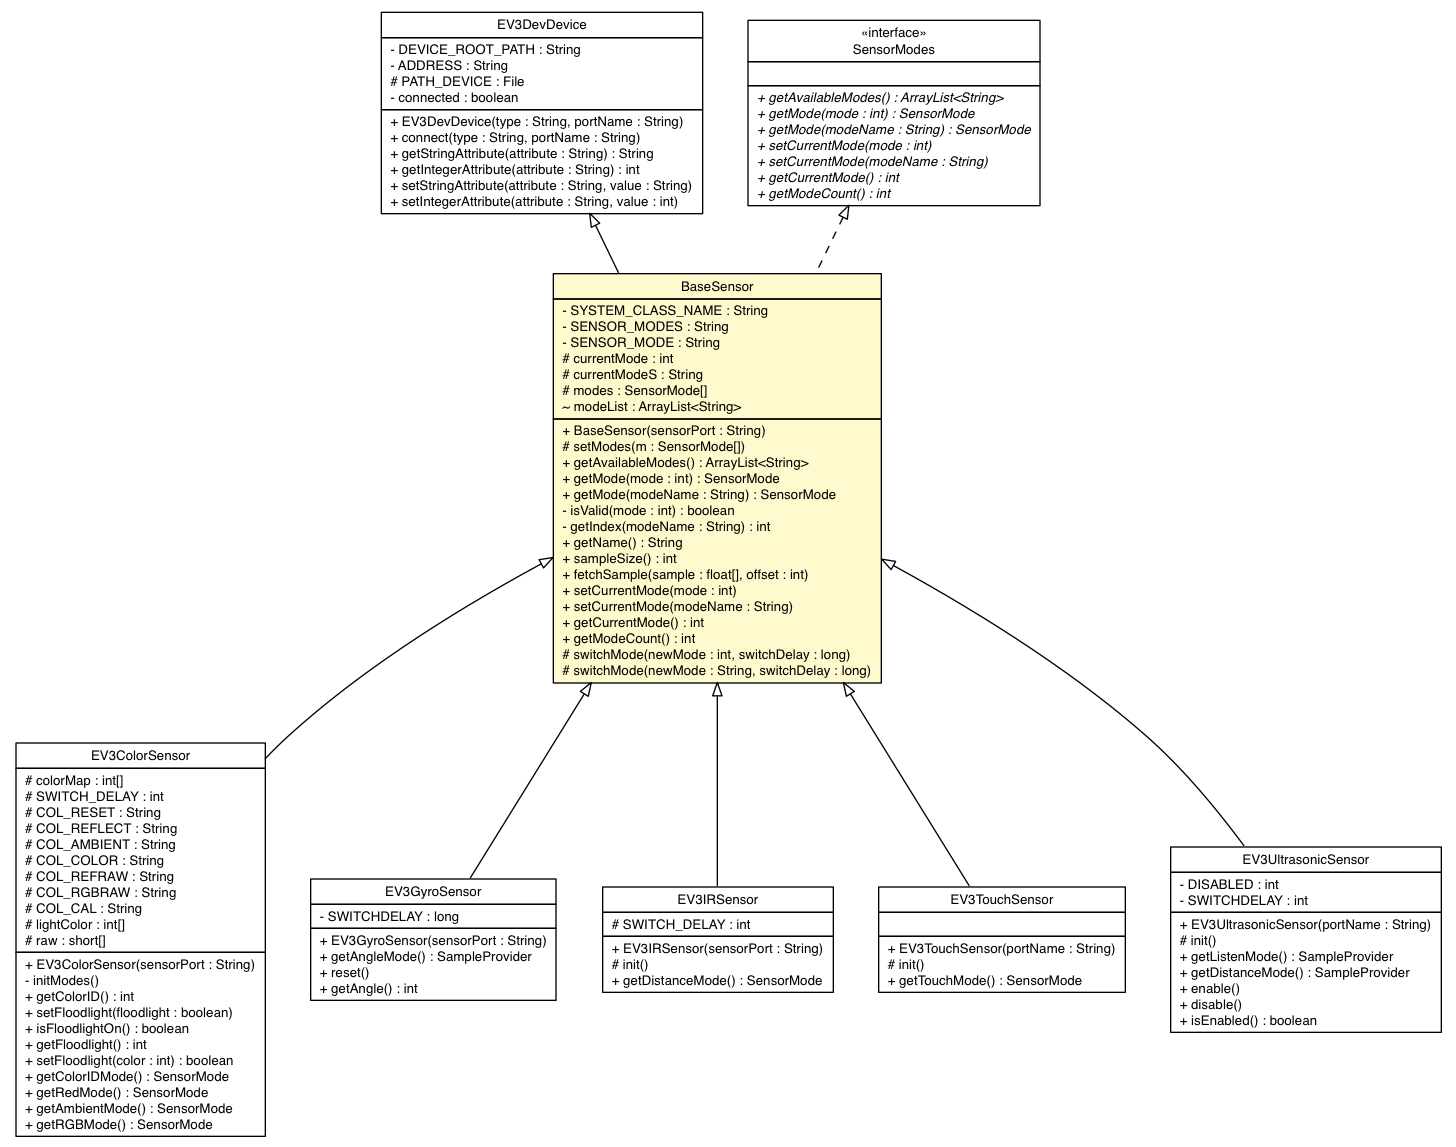 EV3DevDevice
- DEVICE_ROOT_PATH : String
- ADDRESS : String
# PATH_DEVICE : File
- connected : boolean
+ EV3DevDevice(type : String, portName : String)
+ connect(type : String, portName : String)
+ getStringAttribute(attribute : String) : String
+ getIntegerAttribute(attribute : String) : int
+ setStringAttribute(attribute : String, value : String)
+ setIntegerAttribute(attribute : String, value : int)
«interface»
SensorModes
+ getAvailableModes() : ArrayList<String>
+ getMode(mode : int) : SensorMode
+ getMode(modeName : String) : SensorMode
+ setCurrentMode(mode : int)
+ setCurrentMode(modeName : String)
+ getCurrentMode() : int
+ getModeCount() : int
BaseSensor
- SYSTEM_CLASS_NAME : String
- SENSOR_MODES : String
- SENSOR_MODE : String
# currentMode : int
# currentModeS : String
# modes : SensorMode[]
~ modeList : ArrayList<String>
+ BaseSensor(sensorPort : String)
# setModes(m : SensorMode[])
+ getAvailableModes() : ArrayList<String>
+ getMode(mode : int) : SensorMode
+ getMode(modeName : String) : SensorMode
- isValid(mode : int) : boolean
- getIndex(modeName : String) : int
+ getName() : String
+ sampleSize() : int
+ fetchSample(sample : float[], offset : int)
+ setCurrentMode(mode : int)
+ setCurrentMode(modeName : String)
+ getCurrentMode() : int
+ getModeCount() : int
# switchMode(newMode : int, switchDelay : long)
# switchMode(newMode : String, switchDelay : long)
EV3ColorSensor
# colorMap : int[]
# SWITCH_DELAY : int
# COL_RESET : String
# COL_REFLECT : String
# COL_AMBIENT : String
# COL_COLOR : String
# COL_REFRAW : String
# COL_RGBRAW : String
# COL_CAL : String
# lightColor : int[]
# raw : short[]
+ EV3ColorSensor(sensorPort : String)
- initModes()
+ getColorID() : int
+ setFloodlight(floodlight : boolean)
+ isFloodlightOn() : boolean
+ getFloodlight() : int
+ setFloodlight(color : int) : boolean
+ getColorIDMode() : SensorMode
+ getRedMode() : SensorMode
+ getAmbientMode() : SensorMode
+ getRGBMode() : SensorMode
EV3GyroSensor
- SWITCHDELAY : long
+ EV3GyroSensor(sensorPort : String)
+ getAngleMode() : SampleProvider
+ reset()
+ getAngle() : int
EV3IRSensor
# SWITCH_DELAY : int
+ EV3IRSensor(sensorPort : String)
# init()
+ getDistanceMode() : SensorMode
EV3TouchSensor
+ EV3TouchSensor(portName : String)
# init()
+ getTouchMode() : SensorMode
EV3UltrasonicSensor
- DISABLED : int
- SWITCHDELAY : int
+ EV3UltrasonicSensor(portName : String)
# init()
+ getListenMode() : SampleProvider
+ getDistanceMode() : SampleProvider
+ enable()
+ disable()
+ isEnabled() : boolean